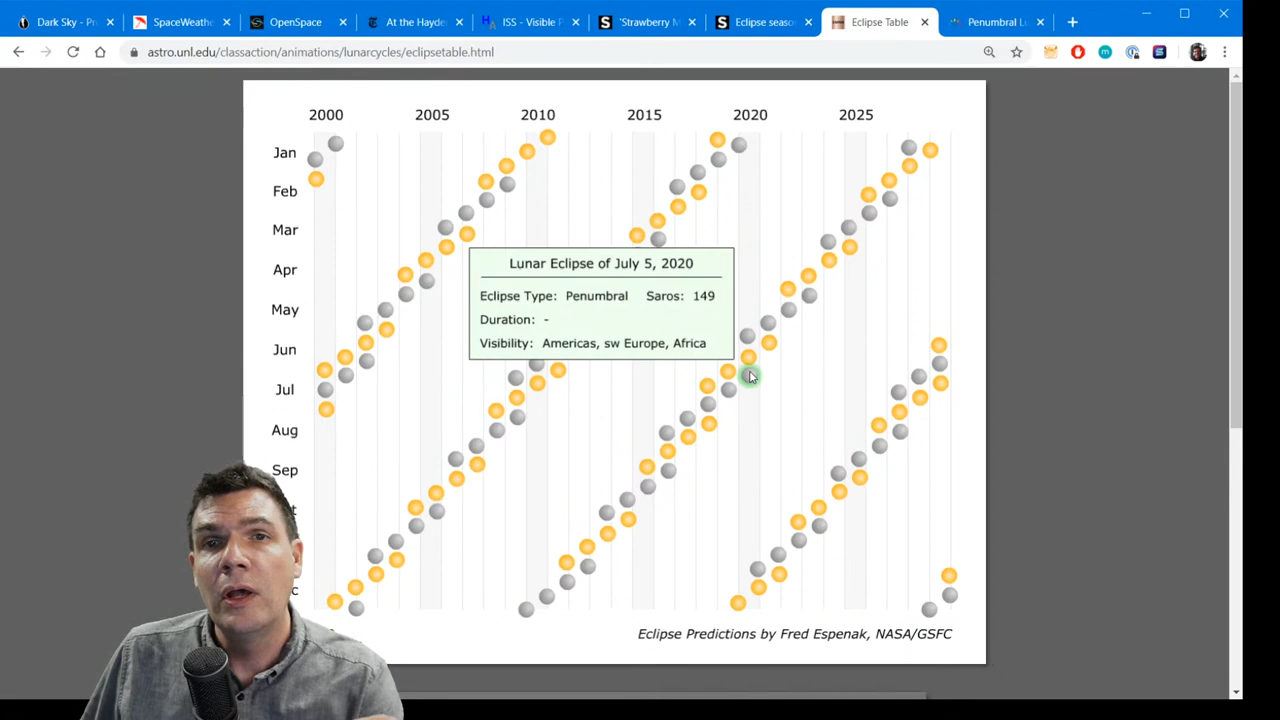 Dark Sky - Pr
SpaceWeathe
OpenSpace
At the Hayde
ISS - Visible P
'Strawberry M
Eclipse seaso
Eclipse Table
Penumbral Lu
astro.unl.edu/classaction/animations/lunarcycles/eclipsetable.html
2000 2005 2010 2015 2020 2025
Jan
Feb
Mar
Apr
May
Jun
Jul
Aug
Sep
Lunar Eclipse of July 5, 2020
Eclipse Type: Penumbral Saros: 149
Duration: -
Visibility: Americas, sw Europe, Africa
Eclipse Predictions by Fred Espenak, NASA/GSFC